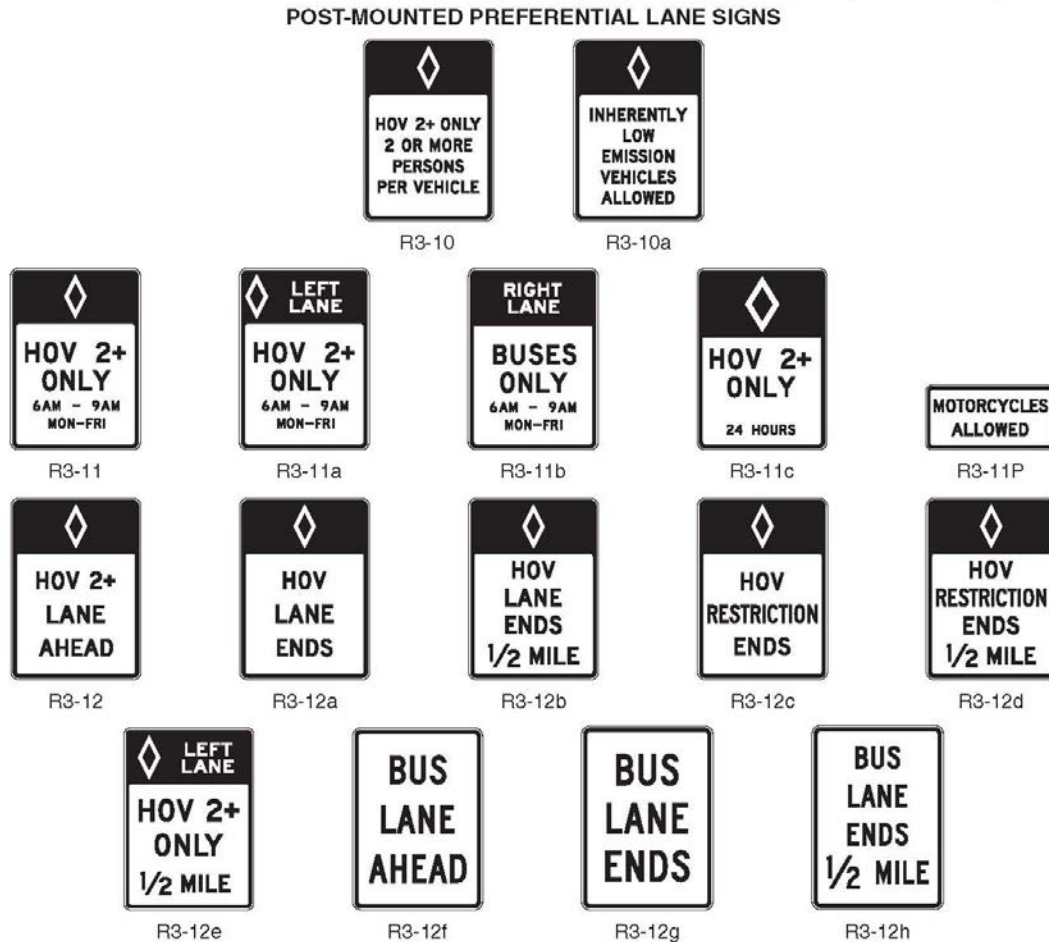 POST-MOUNTED PREFERENTIAL LANE SIGNS
HOV 2+ ONLY
2 OR MORE
PERSONS
PER VEHICLE
R3-10
INHERENTLY
LOW
EMISSION
VEHICLES
ALLOWED
R3-10a
HOV 2+
ONLY
6AM - 9AM
MON-FRI
R3-11
LEFT
LANE
HOV 2+
ONLY
6AM - 9AM
MON-FRI
R3-11a
RIGHT
LANE
BUSES
ONLY
6AM - 9AM
MON-FRI
R3-11b
HOV 2+
ONLY
24 HOURS
R3-11c
MOTORCYCLES
ALLOWED
R3-11P
HOV 2+
LANE
AHEAD
R3-12
HOV
LANE
ENDS
R3-12a
HOV
LANE
ENDS
1/2 MILE
R3-12b
HOV
RESTRICTION
ENDS
R3-12c
HOV
RESTRICTION
ENDS
1/2 MILE
R3-12d
LEFT
LANE
HOV 2+
ONLY
1/2 MILE
R3-12e
BUS
LANE
AHEAD
R3-12f
BUS
LANE
ENDS
R3-12g
BUS
LANE
ENDS
1/2 MILE
R3-12h